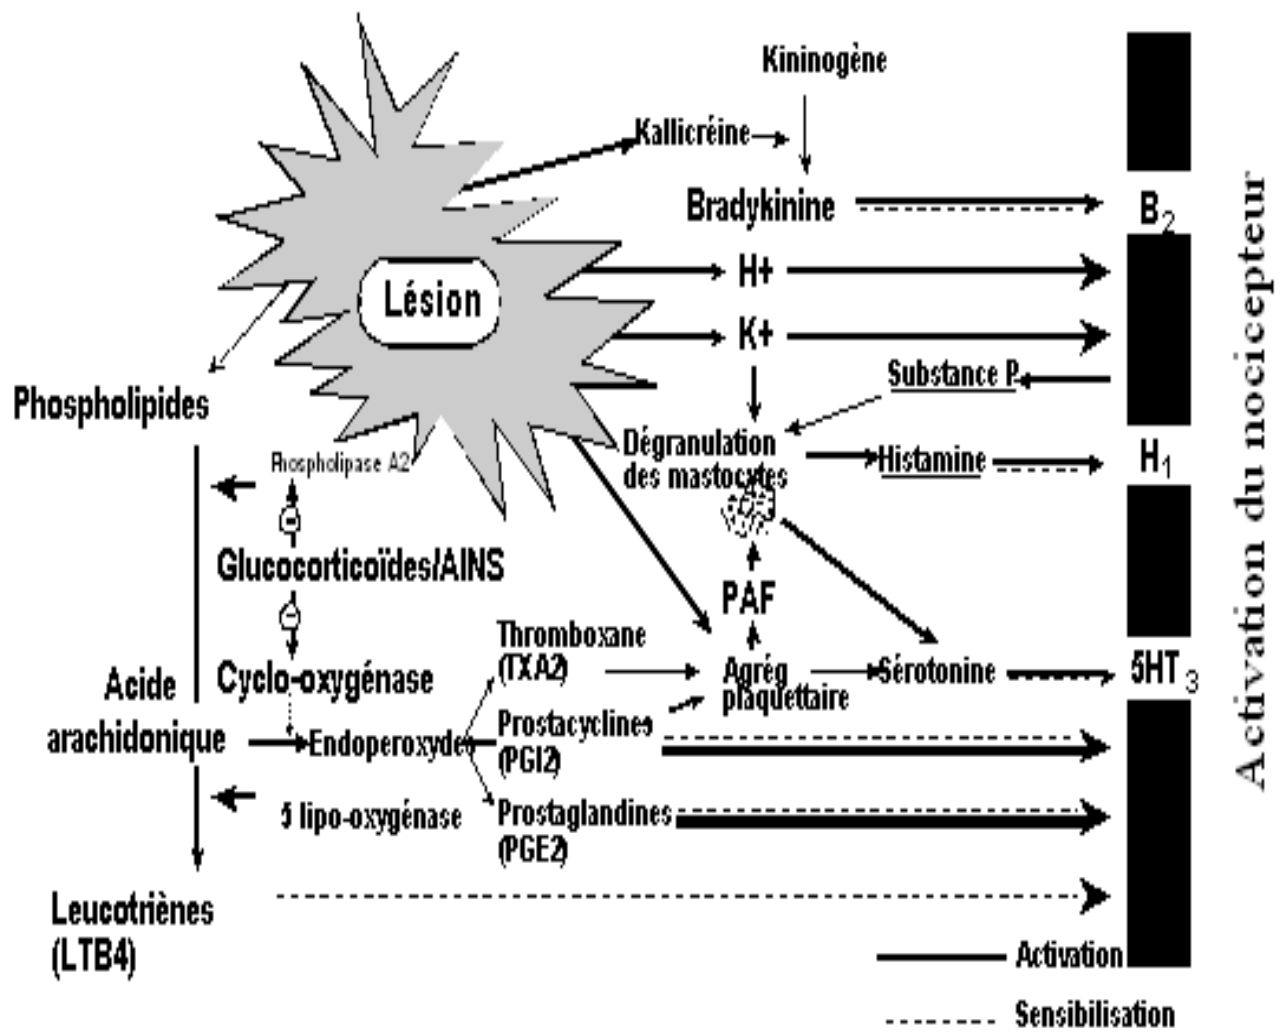 Kininogène
Kallicréine
Bradykinine
B2
H+
Lésion
K+
Substance P
Phospholipides
Dégranulation
des mastocytes
Histamine
H1
Phospholipase A2
Glucocorticoïdes/AINS
PAF
Thromboxane
(TXA2)
Agrég
plaquettaire
Sérotonine
5HT3
Cyclo-oxygénase
Acide
arachidonique
Endoperoxydes
Prostacyclines
(PGI2)
5 lipo-oxygénase
Prostaglandines
(PGE2)
Leucotriènes
(LTB4)
Activation
Sensibilisation
Activation du nocicepteur